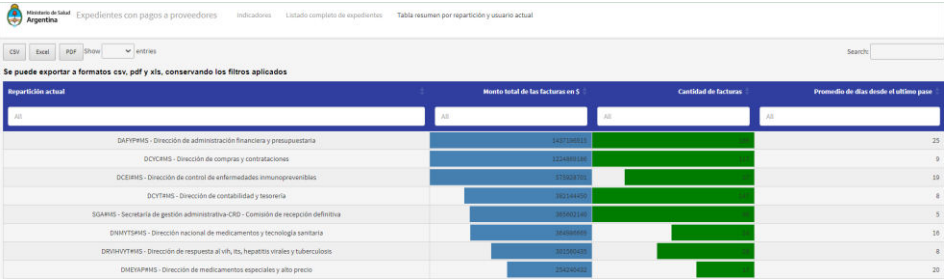 Ministerio de Salud
Argentina
Expedientes con pagos a proveedores
Indicadores
Listado completo de expedientes
Tabla resumen por repartición y usuario actual
CSV Excel PDF Show entries
Search:
Se puede exportar a formatos csv, pdf y xls, conservando los filtros aplicados
Repartición actual Monto total de las facturas en $ Cantidad de facturas Promedio de días desde el ultimo pase
All All All All
DAFYP#MS - Dirección de administración financiera y presupuestaria 25
DCYC#MS - Dirección de compras y contrataciones 9
DCEI#MS - Dirección de control de enfermedades inmunoprevenibles 19
DCYT#MS - Dirección de contabilidad y tesorería 8
SGA#MS - Secretaría de gestión administrativa-CRD - Comisión de recepción definitiva 5
DNMYTS#MS - Dirección nacional de medicamentos y tecnología sanitaria 16
DRVIHVYT#MS - Dirección de respuesta al vih, its, hepatitis virales y tuberculosis 8
DMEYAP#MS - Dirección de medicamentos especiales y alto precio 20